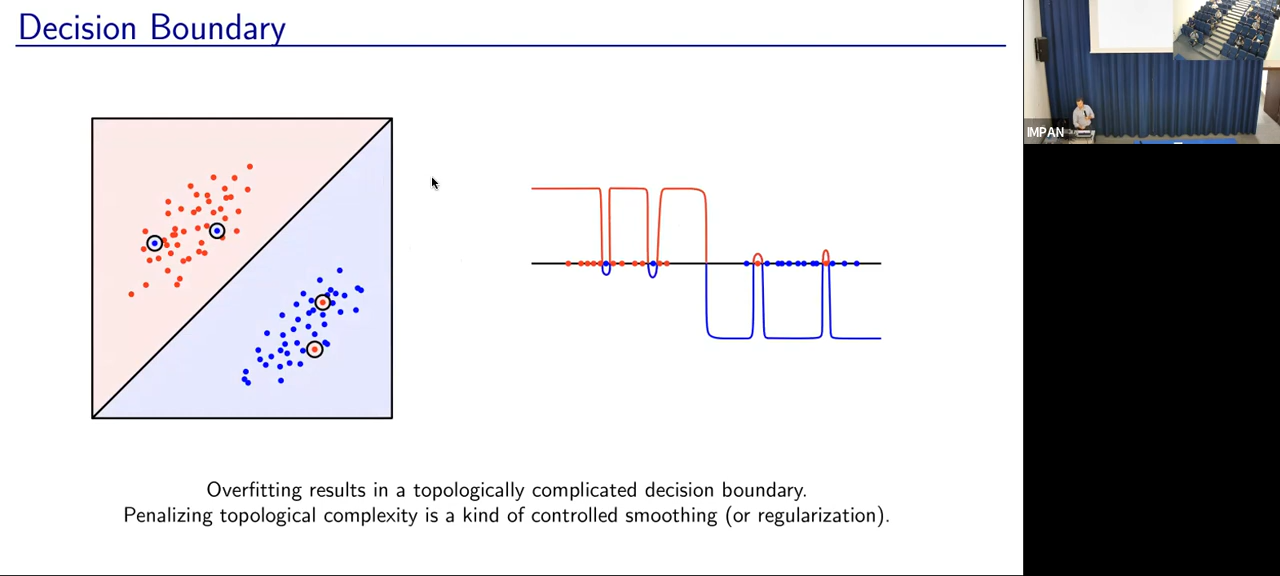 Decision Boundary
IMPAN
Overfitting results in a topologically complicated decision boundary.
Penalizing topological complexity is a kind of controlled smoothing (or regularization).